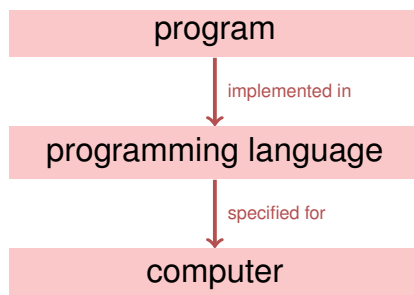 program
implemented in
programming language
specified for
computer